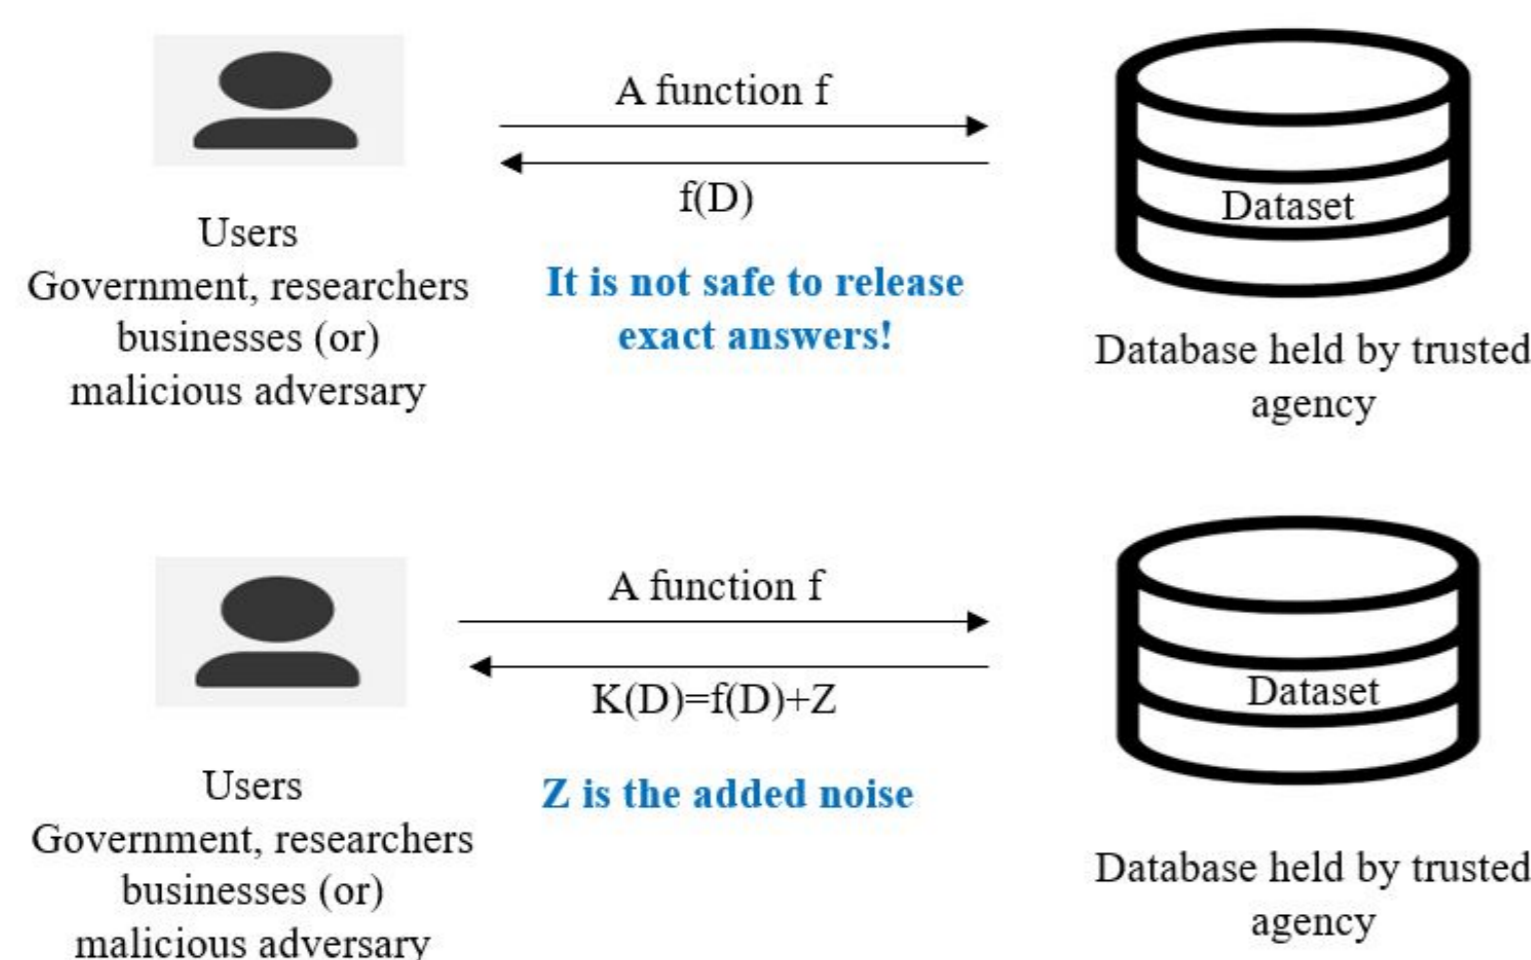 A function f
f(D)
Users
Government, researchers
businesses (or)
malicious adversary
It is not safe to release
exact answers!
Dataset
Database held by trusted
agency
A function f
K(D)=f(D)+Z
Users
Government, researchers
businesses (or)
malicious adversary
Z is the added noise
Dataset
Database held by trusted
agency